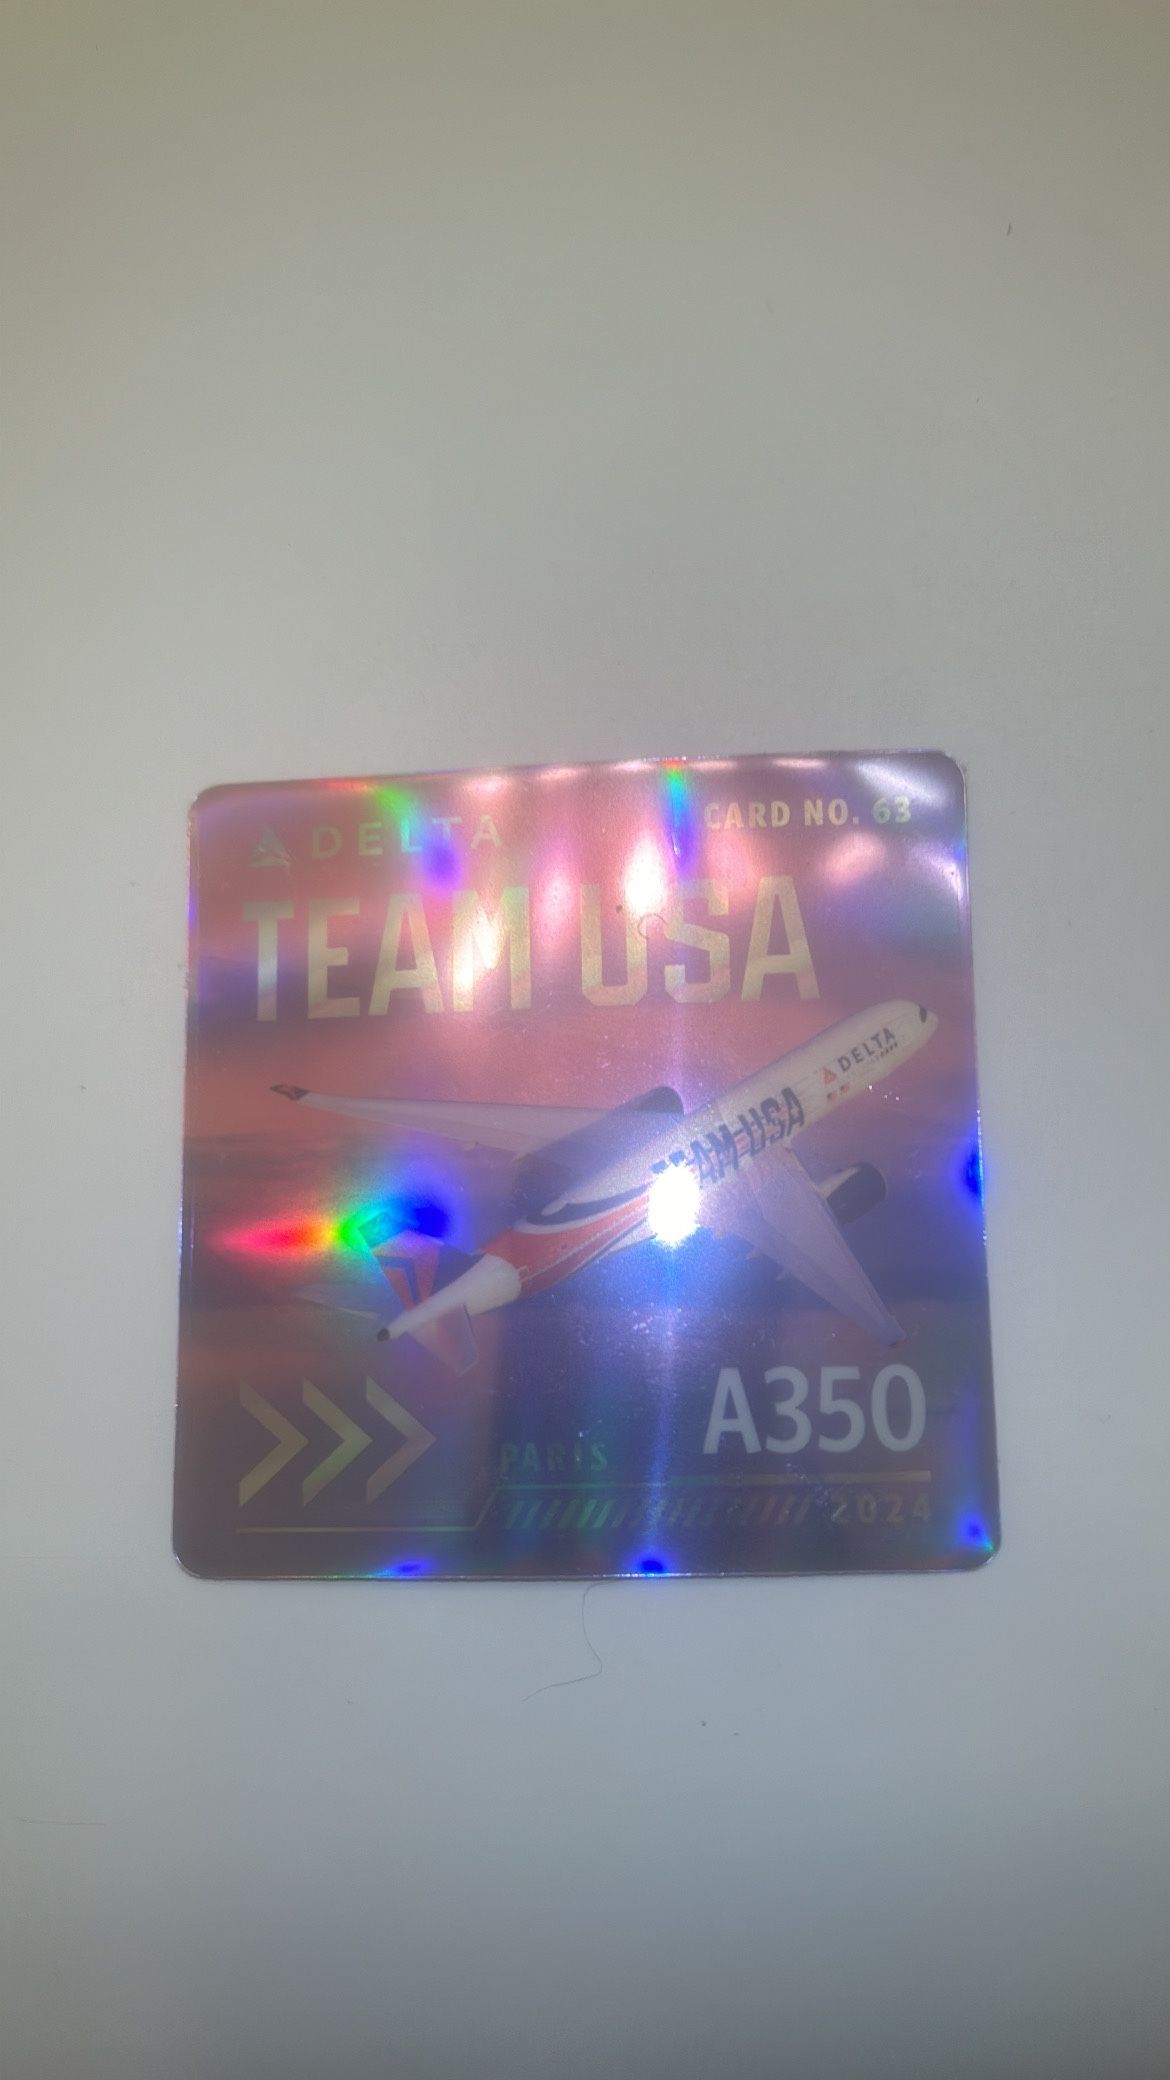 DELTA
CARD NO. 63
TEAM USA
DELTA
TEAM USA
A350
PARIS
2024